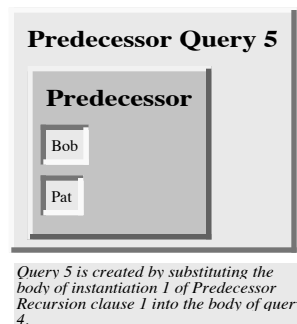 Predecessor Query 5
Predecessor
Bob
Pat
Query 5 is created by substituting the
body of instantiation 1 of Predecessor
Recursion clause 1 into the body of quer
4.